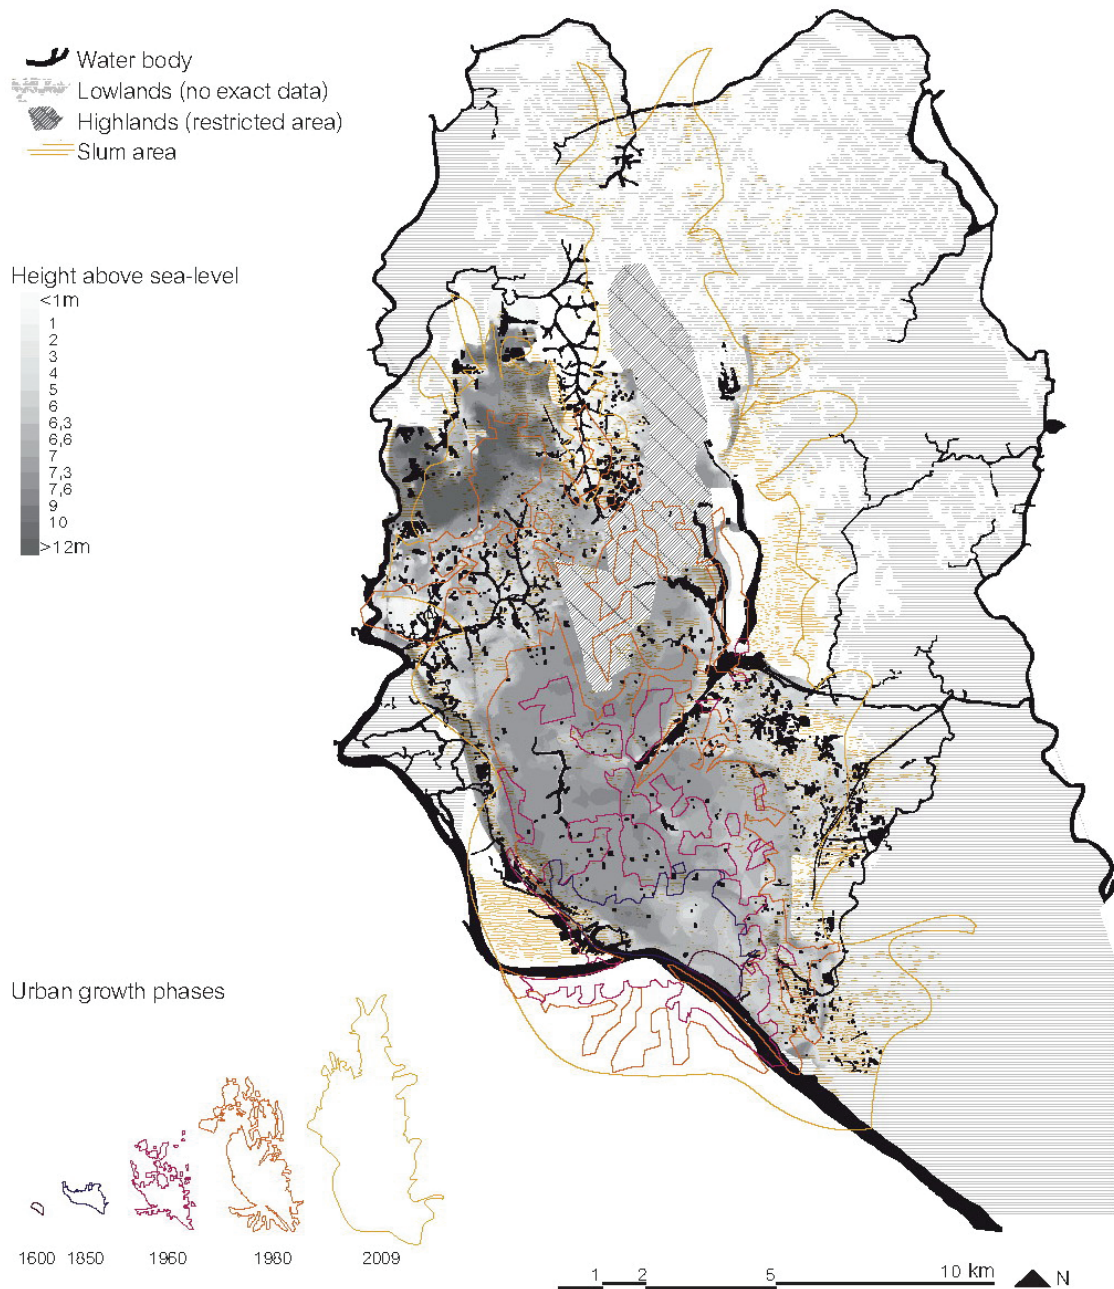 Water body
Lowlands (no exact data)
Highlands (restricted area)
Slum area
Height above sea-level
<1m
1
2
3
4
5
6
6,3
6,6
7
7,3
7,6
9
10
>12m
Urban growth phases
1600 1850 1960 1980 2009
1 2 5 10 km N